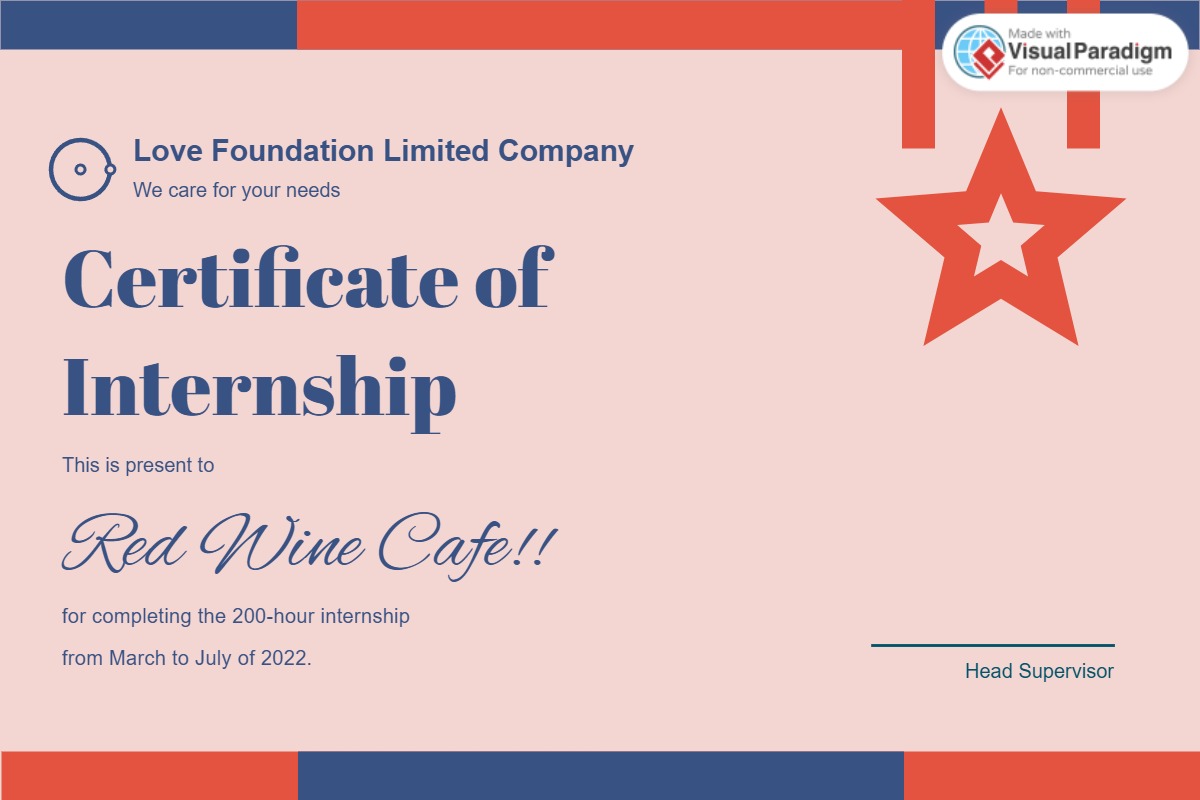 Made with
Visual Paradigm
For non-commercial use
Love Foundation Limited Company
We care for your needs
Certificate of
Internship
This is present to
Red Wine Cafe!!
for completing the 200-hour internship
from March to July of 2022.
Head Supervisor